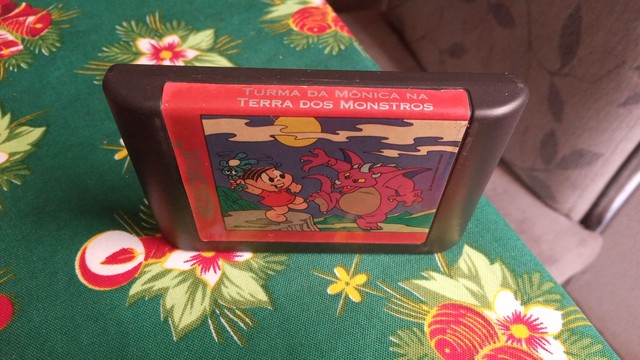 TURMA DA MÔNICA NA
TERRA DOS MONSTROS